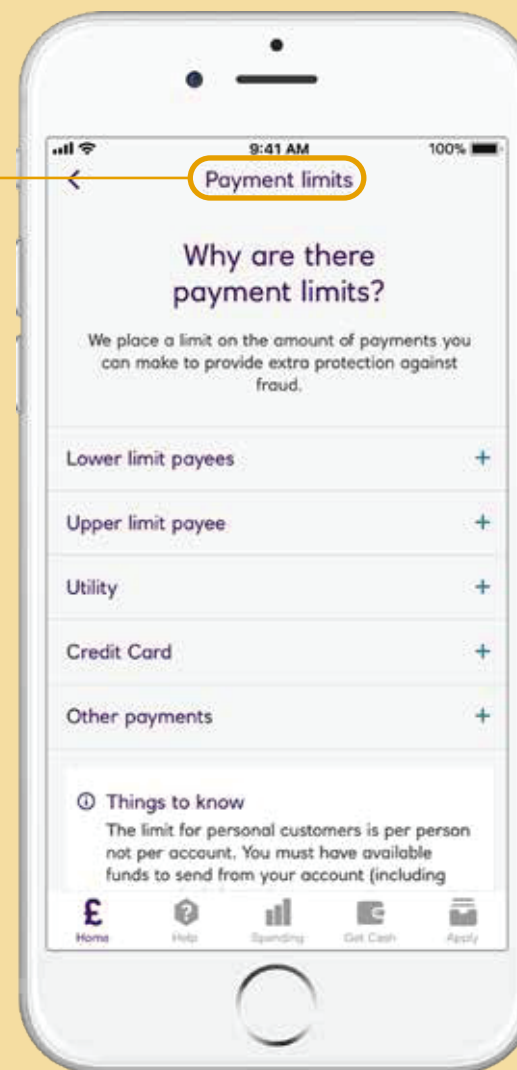 9:41 AM
100%
Payment limits
Why are there
payment limits?
We place a limit on the amount of payments you
can make to provide extra protection against
fraud.
Lower limit payees +
Upper limit payee +
Utility +
Credit Card +
Other payments +
Things to know
The limit for personal customers is per person
not per account. You must have available
funds to send from your account (including
£
Home
Help
Spending
Get Cash
Apply